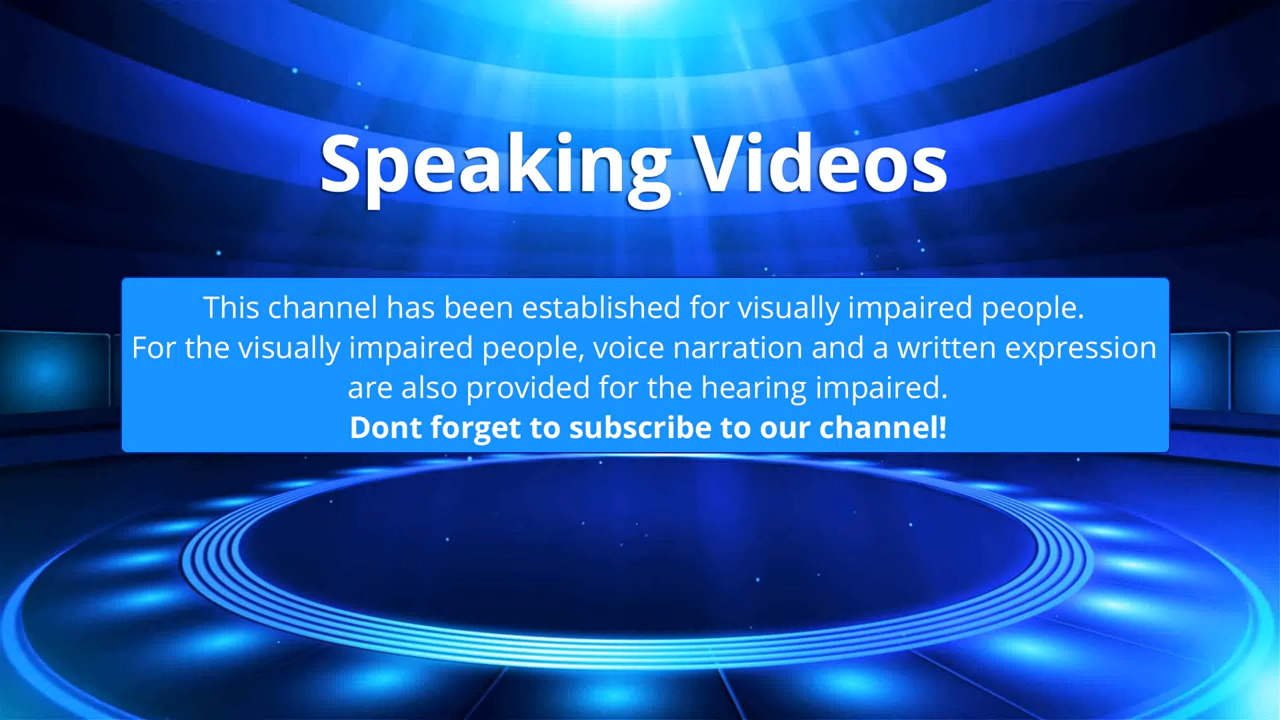 Speaking Videos
This channel has been established for visually impaired people.
For the visually impaired people, voice narration and a written expression
are also provided for the hearing impaired.
Dont forget to subscribe to our channel!